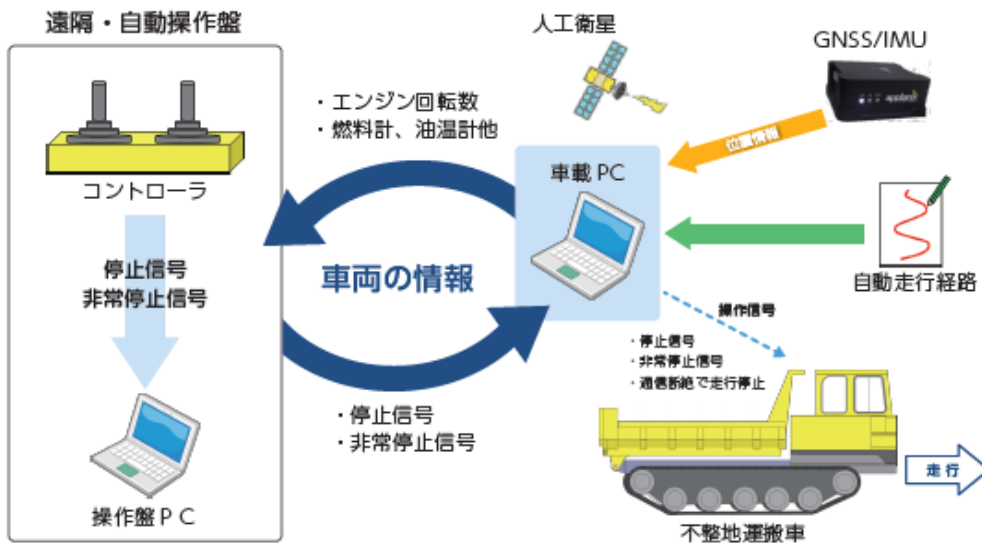 遠隔・自動操作盤
コントローラ
停止信号
非常停止信号
操作盤ＰＣ
・エンジン回転数
・燃料計、油温計他
車両の情報
・停止信号
・非常停止信号
人工衛星
GNSS/IMU
applanix
位置情報
車載 PC
自動走行経路
操作信号
・停止信号
・非常停止信号
・通信断絶で走行停止
走行
不整地運搬車